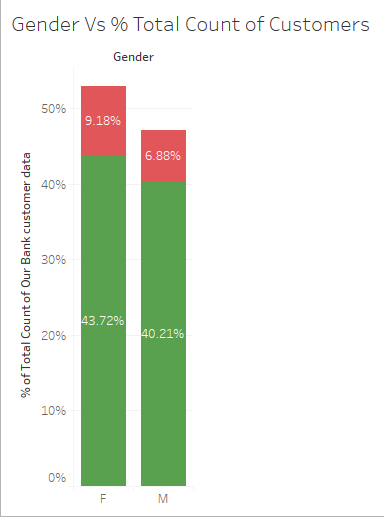 Gender Vs % Total Count of Customers
Gender
% of Total Count of Our Bank customer data
50%
40%
30%
20%
10%
0%
9.18%
6.88%
43.72%
40.21%
F
M